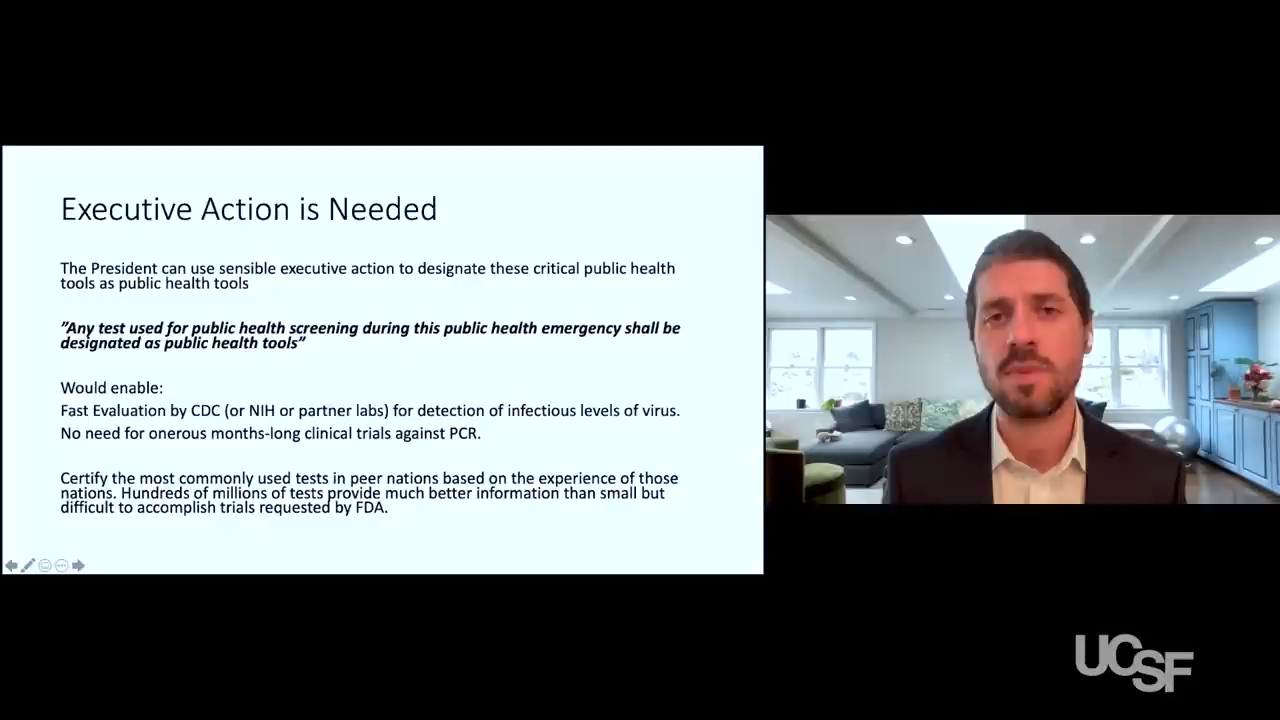 Executive Action is Needed
The President can use sensible executive action to designate these critical public health
tools as public health tools
”Any test used for public health screening during this public health emergency shall be
designated as public health tools”
Would enable:
Fast Evaluation by CDC (or NIH or partner labs) for detection of infectious levels of virus.
No need for onerous months-long clinical trials against PCR.
Certify the most commonly used tests in peer nations based on the experience of those
nations. Hundreds of millions of tests provide much better information than small but
difficult to accomplish trials requested by FDA.
UCSF